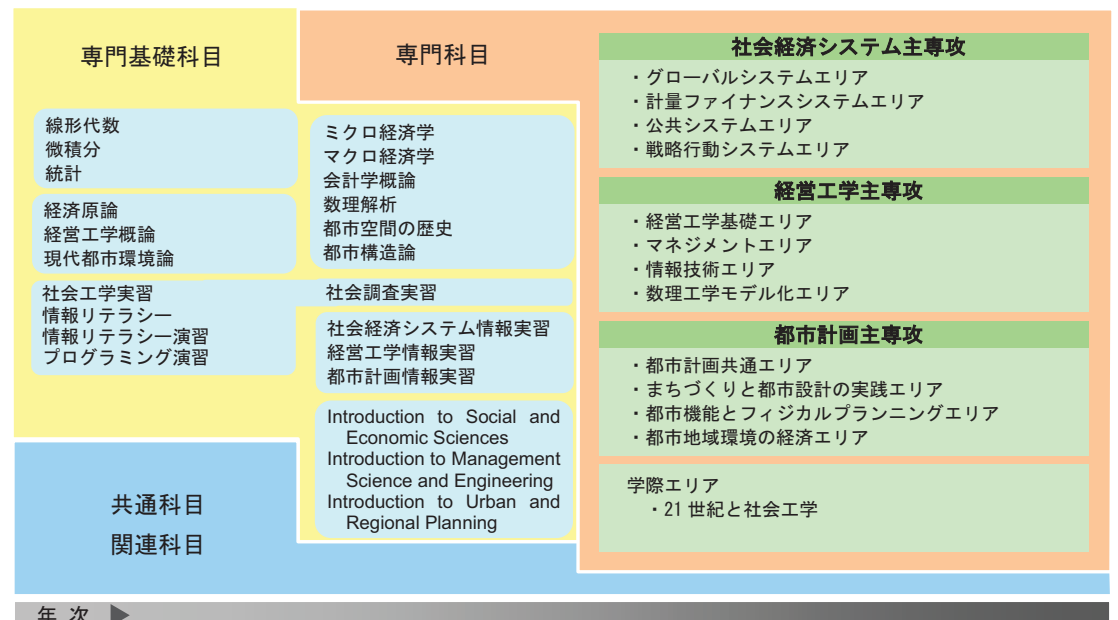 専門基礎科目
線形代数
微積分
統計
経済原論
経営工学概論
現代都市環境論
社会工学実習
情報リテラシー
情報リテラシー演習
プログラミング演習
専門科目
ミクロ経済学
マクロ経済学
会計学概論
数理解析
都市空間の歴史
都市構造論
社会調査実習
社会経済システム情報実習
経営工学情報実習
都市計画情報実習
Introduction to Social and
Economic Sciences
Introduction to Management
Science and Engineering
Introduction to Urban and
Regional Planning
社会経済システム主専攻
・グローバルシステムエリア
・計量ファイナンスシステムエリア
・公共システムエリア
・戦略行動システムエリア
経営工学主専攻
・経営工学基礎エリア
・マネジメントエリア
・情報技術エリア
・数理工学モデル化エリア
都市計画主専攻
・都市計画共通エリア
・まちづくりと都市設計の実践エリア
・都市機能とフィジカルプランニングエリア
・都市地域環境の経済エリア
学際エリア
・21 世紀と社会工学
共通科目
関連科目
年 次 ▶